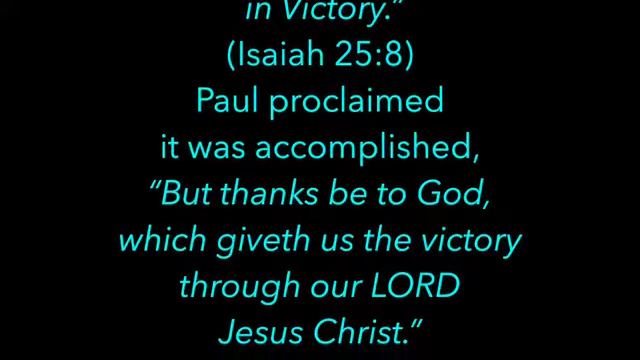 in Victory.”
(Isaiah 25:8)
Paul proclaimed
it was accomplished,
“But thanks be to God,
which giveth us the victory
through our LORD
Jesus Christ.“